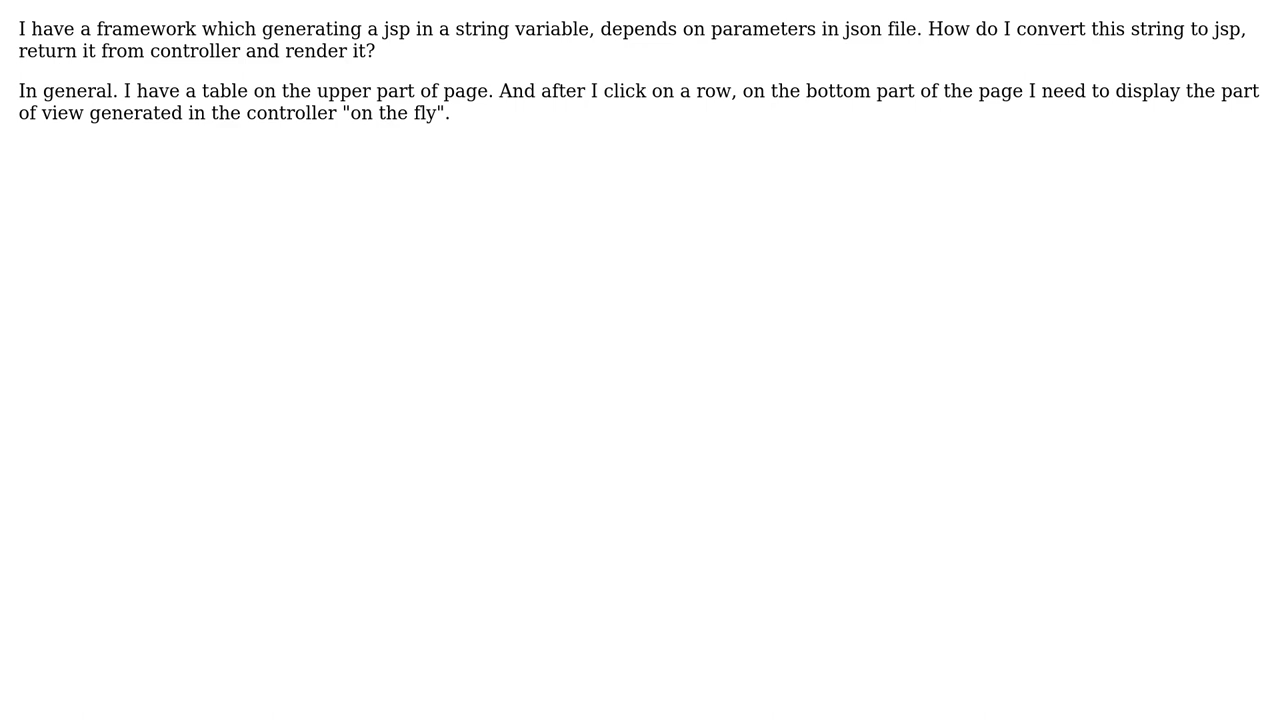 I have a framework which generating a jsp in a string variable, depends on parameters in json file. How do I convert this string to jsp,
return it from controller and render it?
In general. I have a table on the upper part of page. And after I click on a row, on the bottom part of the page I need to display the part
of view generated in the controller "on the fly".